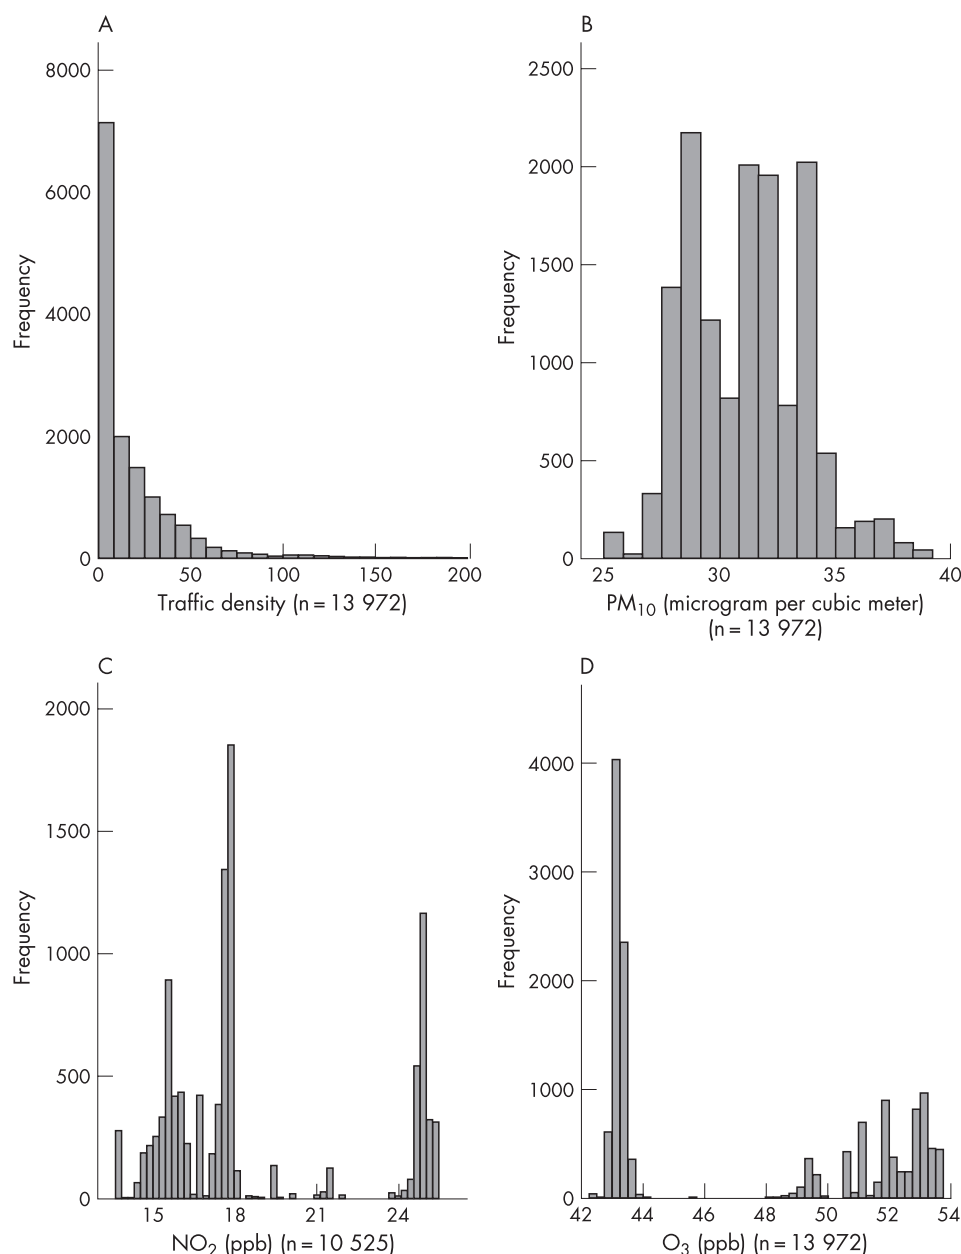 A
8000
6000
4000
2000
0
Frequency
0 50 100 150 200
Traffic density (n = 13 972)
B
2500
2000
1500
1000
500
0
Frequency
25 30 35 40
PM10 (microgram per cubic meter)
(n = 13 972)
C
2000
1500
1000
500
0
Frequency
15 18 21 24
NO2 (ppb) (n = 10 525)
D
4000
3000
2000
1000
0
Frequency
42 44 46 48 50 52 54
O3 (ppb) (n = 13 972)